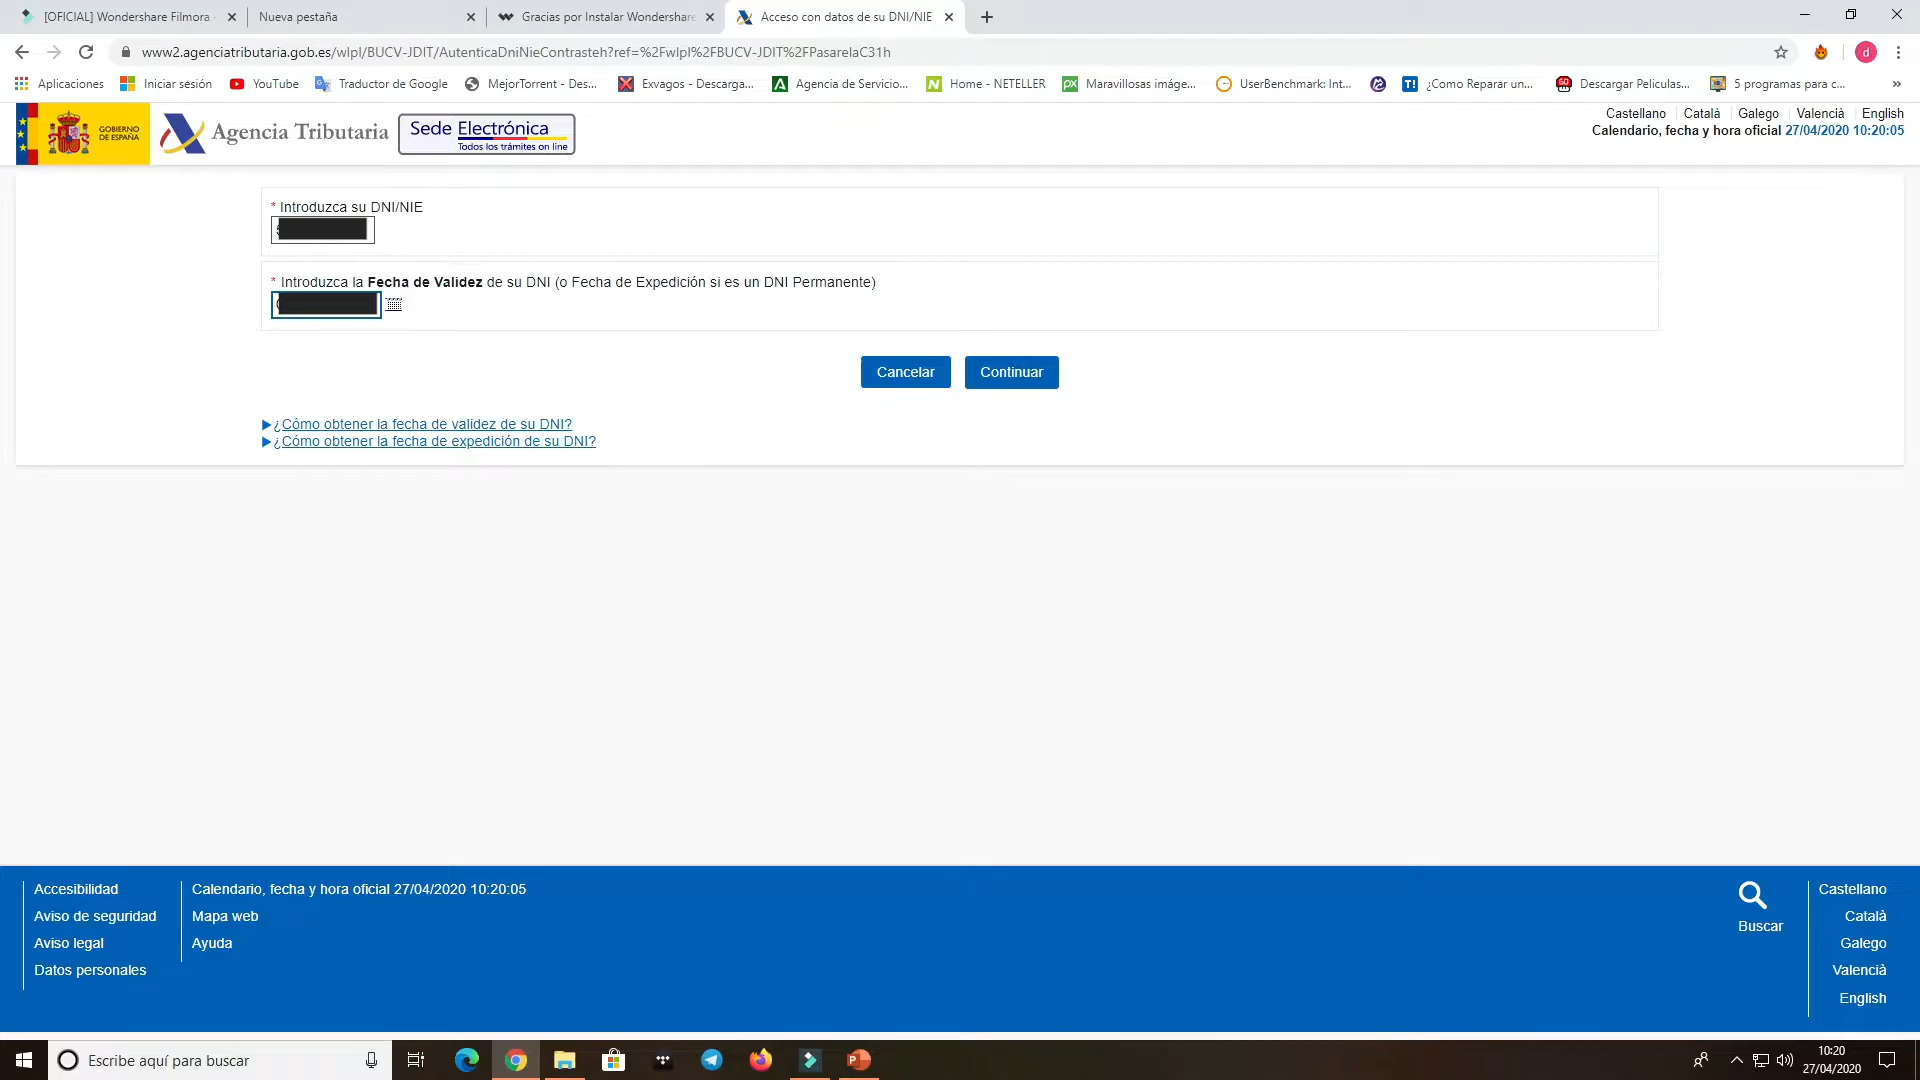 [OFICIAL] Wondershare Filmora
Nueva pestaña
Gracias por Instalar Wondershare
Acceso con datos de su DNI/NIE
www2.agenciatributaria.gob.es/wlpl/BUCV-JDIT/AutenticaDniNieContrasteh?ref=%2Fwlpl%2FBUCV-JDIT%2FPasarelaC31h
d
Aplicaciones
Iniciar sesión
YouTube
Traductor de Google
MejorTorrent - Des...
Exvagos - Descarga...
Agencia de Servicio...
Home - NETELLER
Maravillosas imáge...
UserBenchmark: Int...
¿Como Reparar un...
Descargar Peliculas...
5 programas para c...
»
GOBIERNO
DE ESPAÑA
Agencia Tributaria
Sede Electrónica
Todos los trámites on line
Castellano Català Galego Valencià English
Calendario, fecha y hora oficial 27/04/2020 10:20:05
* Introduzca su DNI/NIE
* Introduzca la Fecha de Validez de su DNI (o Fecha de Expedición si es un DNI Permanente)
Cancelar
Continuar
¿Cómo obtener la fecha de validez de su DNI?
¿Cómo obtener la fecha de expedición de su DNI?
Accesibilidad
Aviso de seguridad
Aviso legal
Datos personales
Calendario, fecha y hora oficial 27/04/2020 10:20:05
Mapa web
Ayuda
Buscar
Castellano
Català
Galego
Valencià
English
Escribe aquí para buscar
10:20
27/04/2020